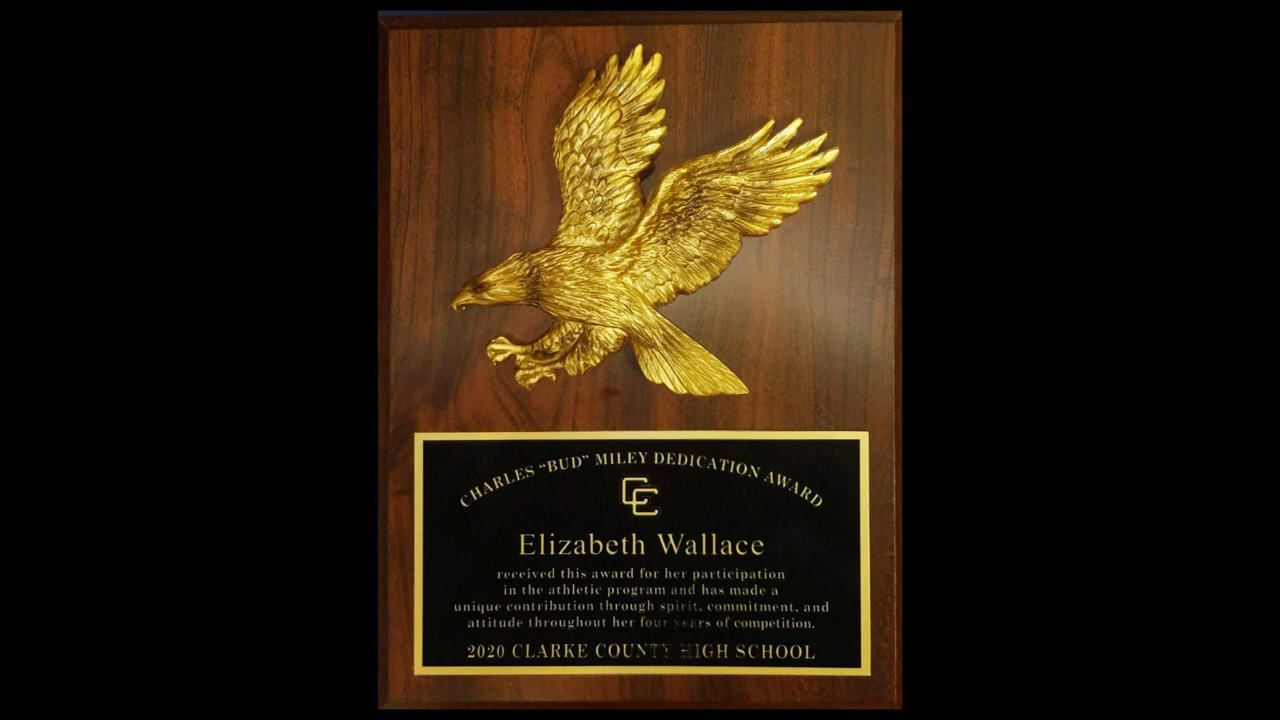 CHARLES "BUD" MILEY DEDICATION AWARD
CC
Elizabeth Wallace
received this award for her participation
in the athletic program and has made a
unique contribution through spirit, commitment, and
attitude throughout her four years of competition.
2020 CLARKE COUNTY HIGH SCHOOL